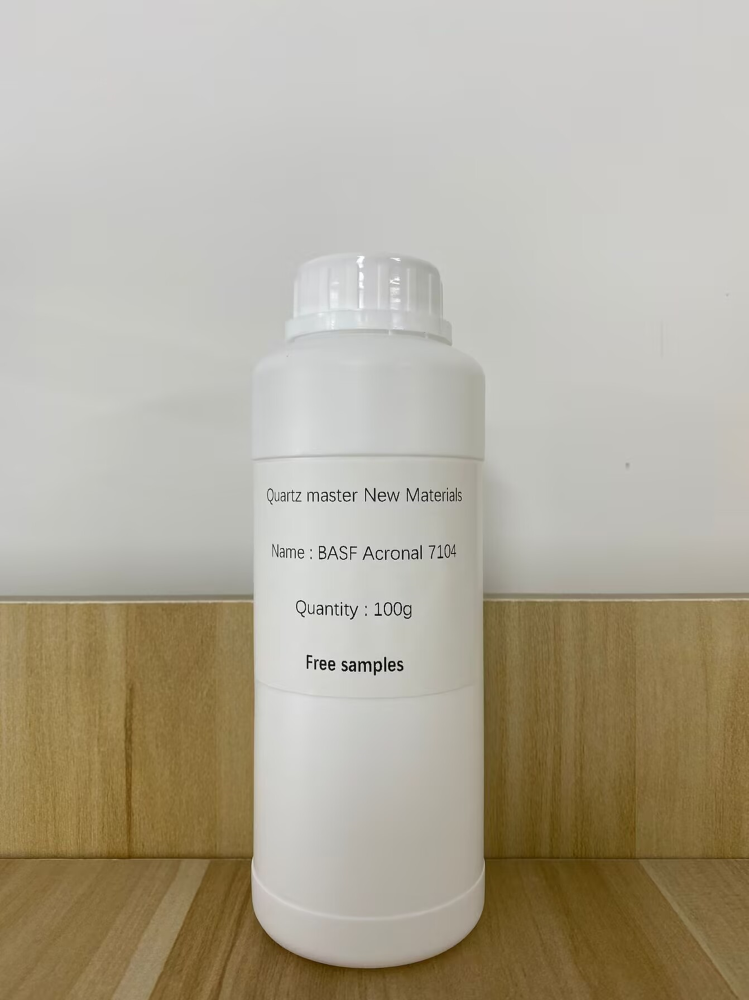 Quartz master New Materials
Name : BASF Acronal 7104
Quantity : 100g
Free samples